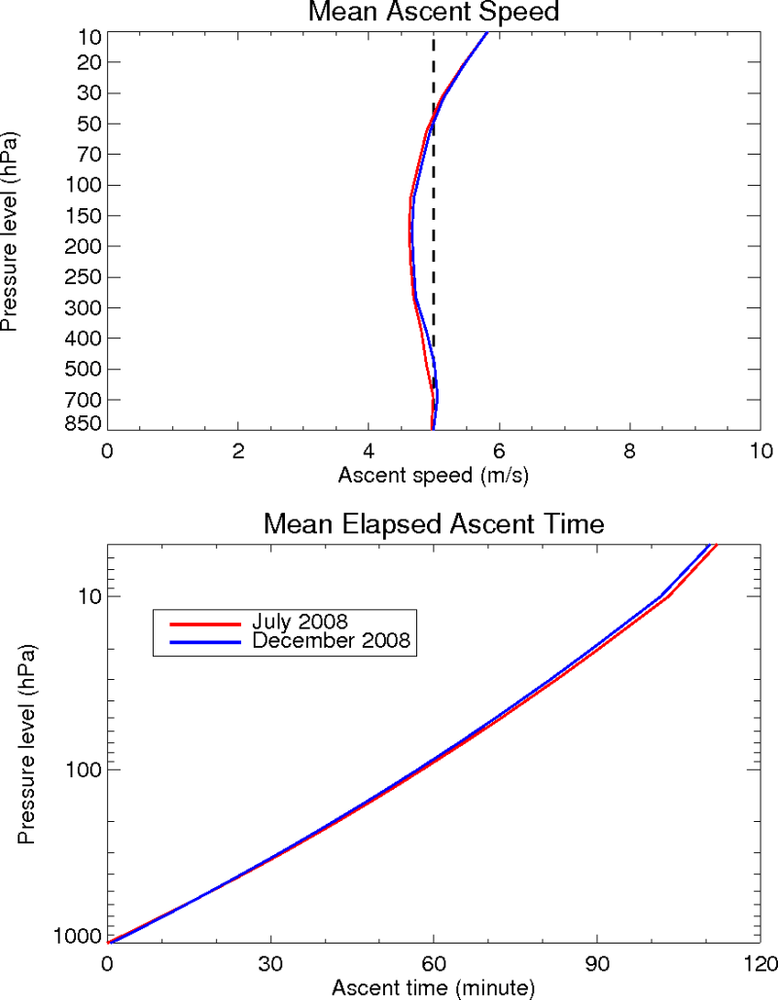 Mean Ascent Speed
Pressure level (hPa)
10
20
30
50
70
100
150
200
250
300
400
500
700
850
0 2 4 6 8 10
Ascent speed (m/s)
Mean Elapsed Ascent Time
Pressure level (hPa)
10
July 2008
December 2008
100
1000
0 30 60 90 120
Ascent time (minute)